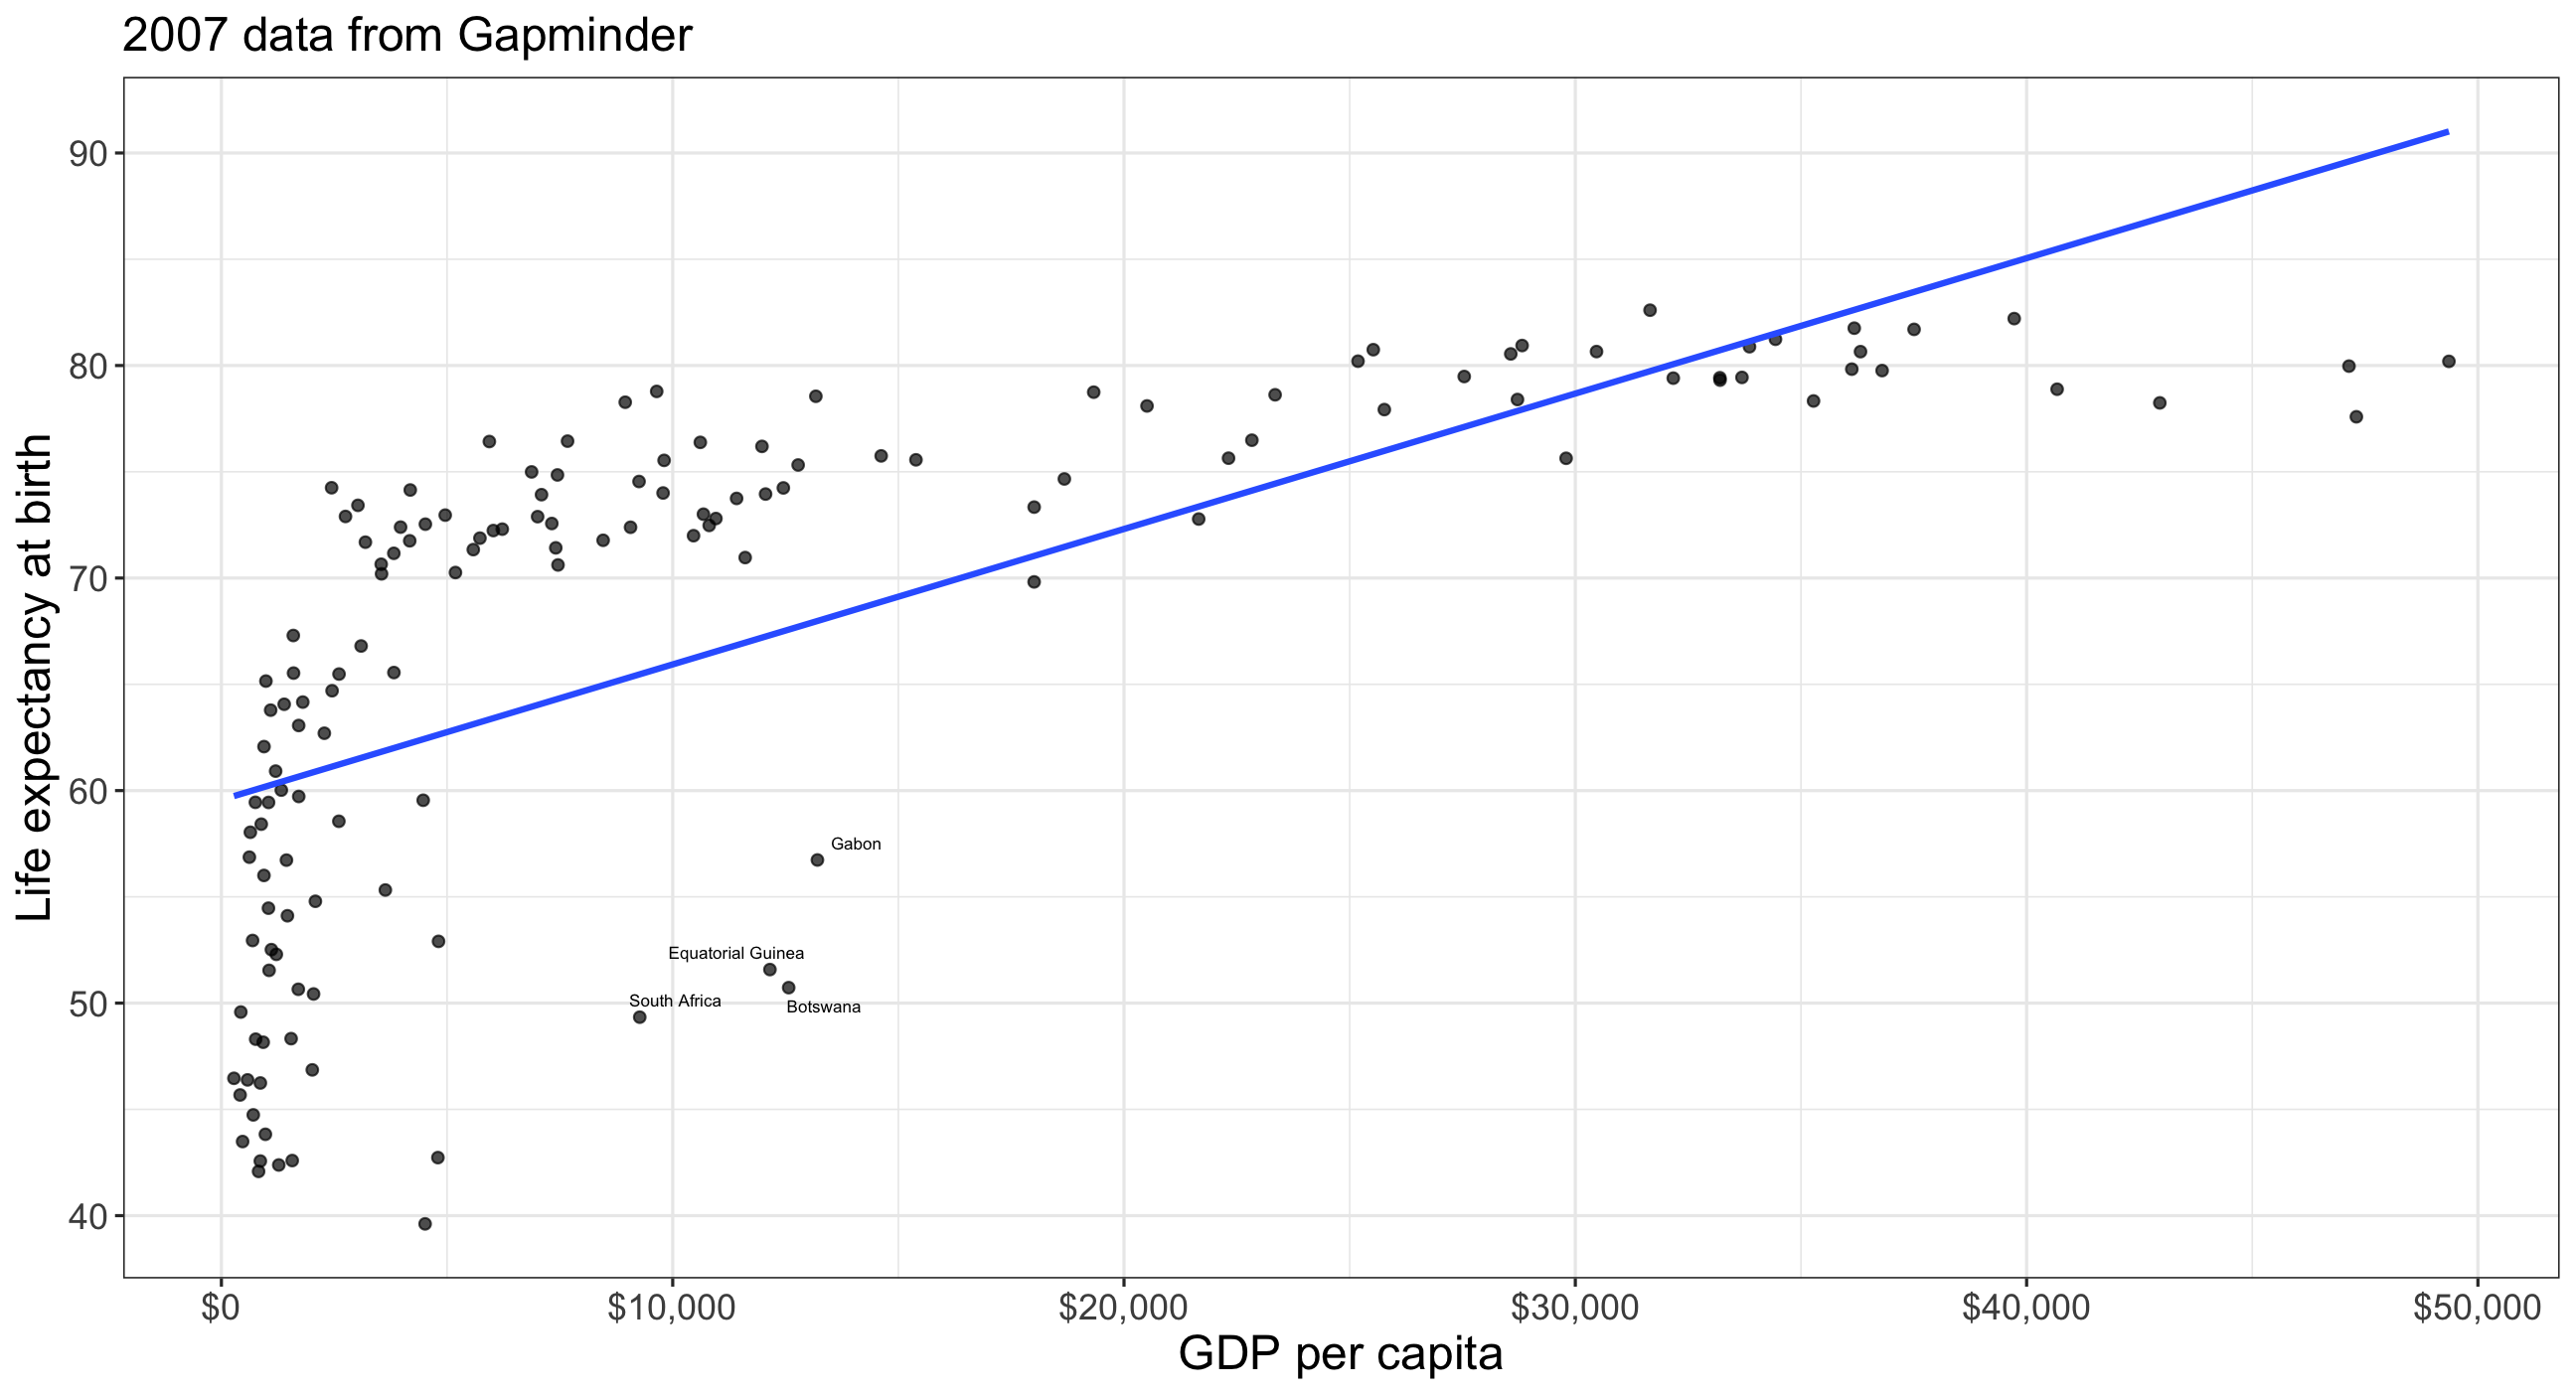 2007 data from Gapminder
Life expectancy at birth
90
80
70
60
50
40
Gabon
Equatorial Guinea
South Africa
Botswana
$0
$10,000
$20,000
$30,000
$40,000
$50,000
GDP per capita